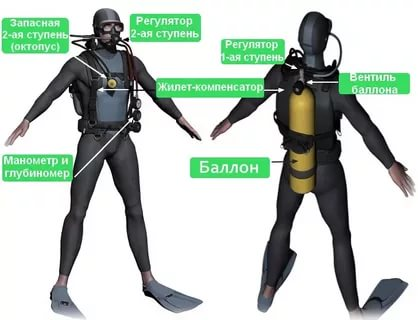 Запасная
2-ая ступень
(октопус)
Регулятор
2-ая ступень
Регулятор
1-ая ступень
Вентиль
баллона
Жилет-компенсатор
Манометр и
глубиномер
Баллон